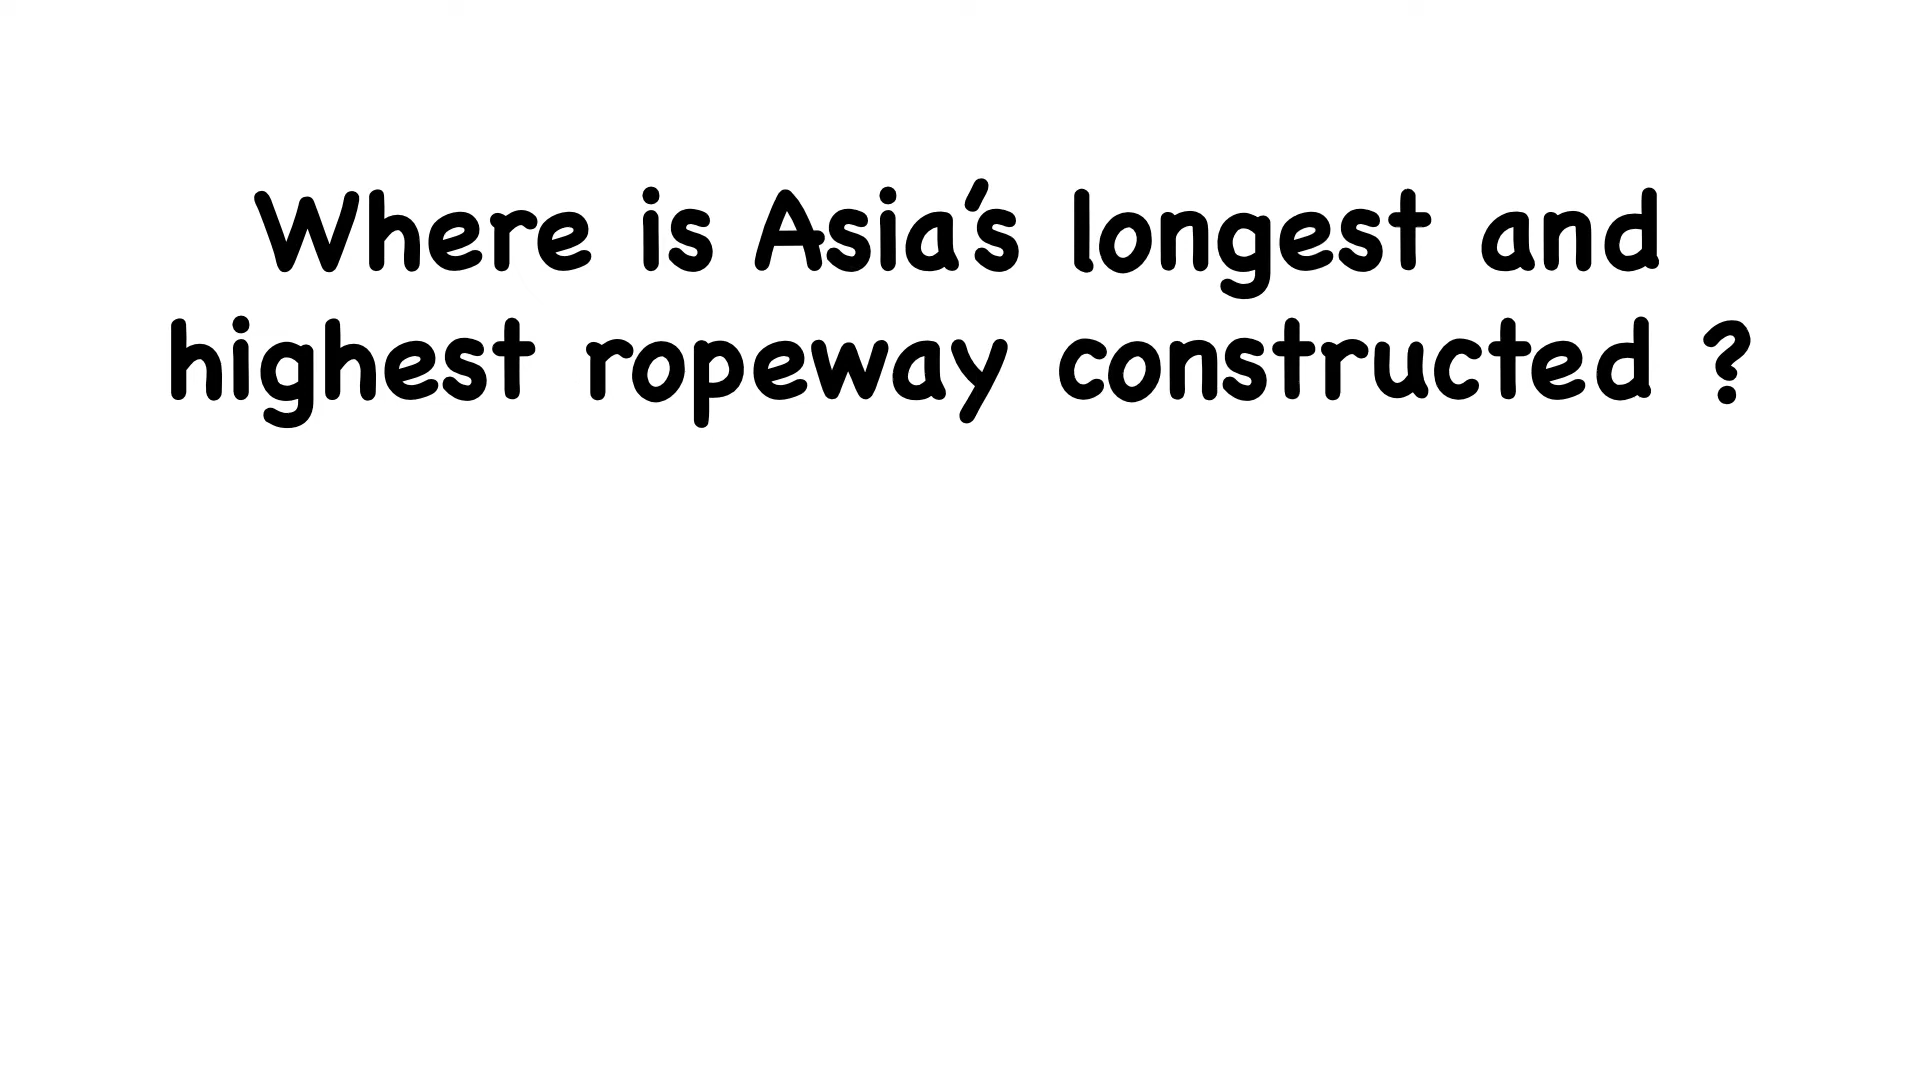 Where is Asia’s longest and
highest ropeway constructed ?